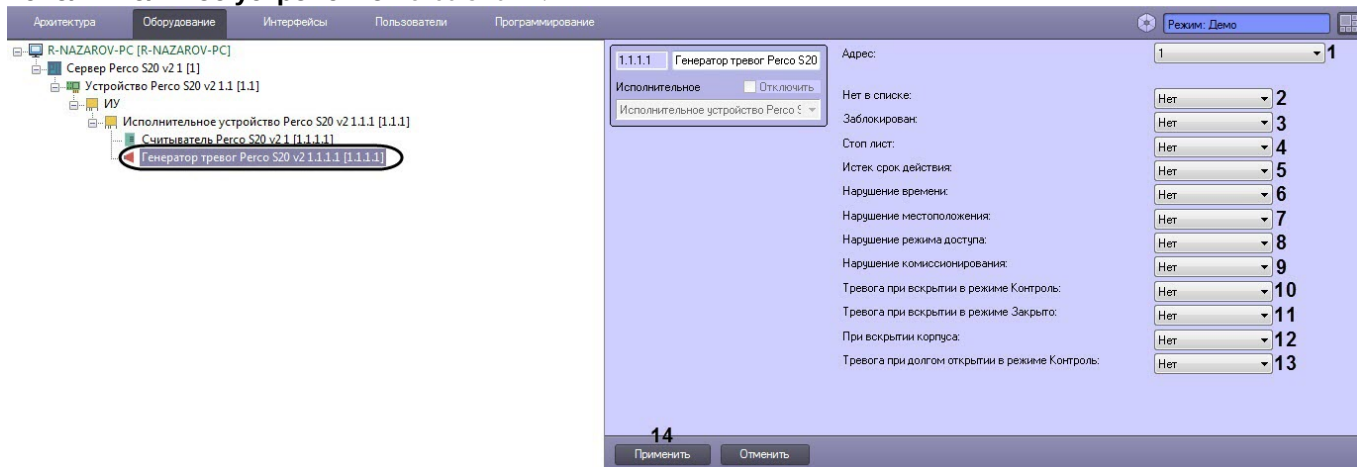 Архитектура Оборудование Интерфейсы Пользователи Программирование Режим: Демо
R-NAZAROV-PC [R-NAZAROV-PC]
Сервер Perco S20 v2 1 [1]
Устройство Perco S20 v2 1.1 [1.1]
ИУ
Исполнительное устройство Perco S20 v2 1.1.1 [1.1.1]
Считыватель Perco S20 v2 1 [1.1.1.1]
Генератор тревог Perco S20 v2 1.1.1.1 [1.1.1.1]
1.1.1.1 Генератор тревог Perco S20
Исполнительное Отключить
Исполнительное устройство Perco S
Адрес: 1 1
Нет в списке: Нет 2
Заблокирован: Нет 3
Стоп лист: Нет 4
Истек срок действия: Нет 5
Нарушение времени: Нет 6
Нарушение местоположения: Нет 7
Нарушение режима доступа: Нет 8
Нарушение комиссионирования: Нет 9
Тревога при вскрытии в режиме Контроль: Нет 10
Тревога при вскрытии в режиме Закрыто: Нет 11
При вскрытии корпуса: Нет 12
Тревога при долгом открытии в режиме Контроль: Нет 13
14
Применить Отменить